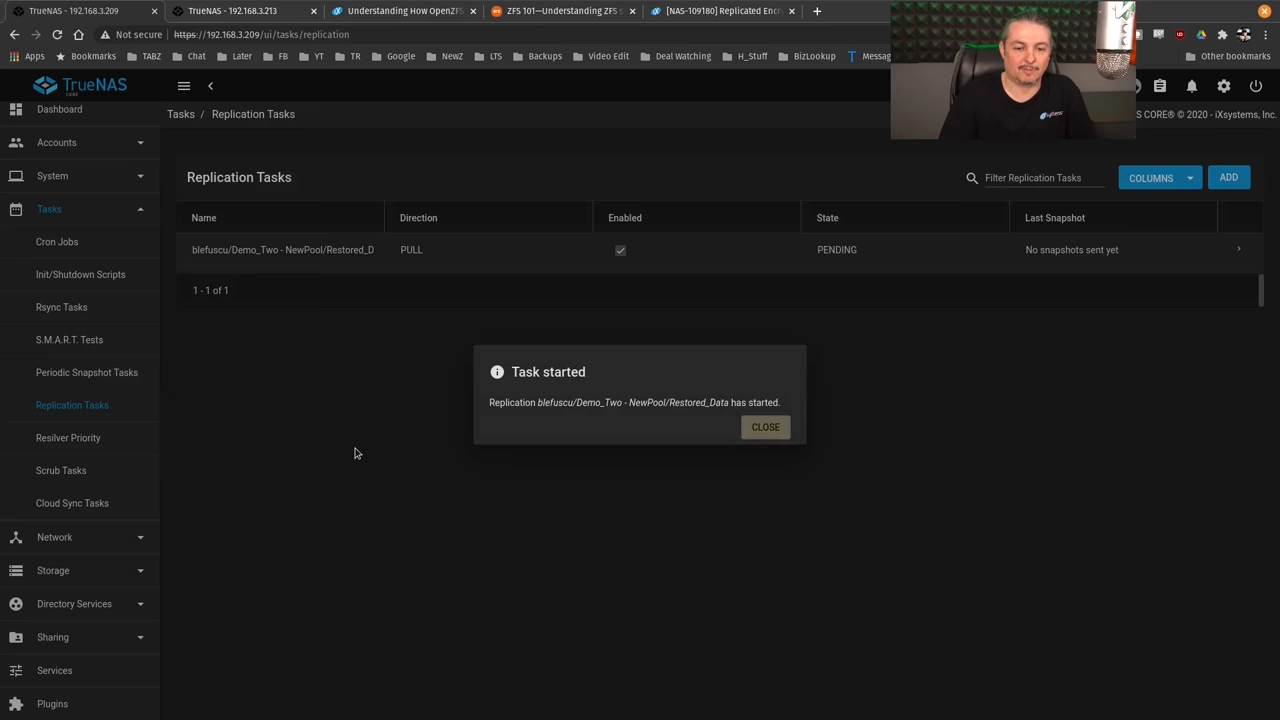 TrueNAS - 192.168.3.209
TrueNAS - 192.168.3.213
Understanding How OpenZFS
ZFS 101—Understanding ZFS
[NAS-109180] Replicated Enc
Not secure
https://192.168.3.209/ui/tasks/replication
Apps
Bookmarks
TABZ
Chat
Later
FB
YT
TR
Google
NewZ
LTS
Backups
Video Edit
Deal Watching
H_Stuff
BizLookup
Messag
Other bookmarks
TrueNAS
CORE
S CORE® © 2020 - iXsystems, Inc.
Tasks / Replication Tasks
Dashboard
Accounts
System
Tasks
Cron Jobs
Init/Shutdown Scripts
Rsync Tasks
S.M.A.R.T. Tests
Periodic Snapshot Tasks
Replication Tasks
Resilver Priority
Scrub Tasks
Cloud Sync Tasks
Network
Storage
Directory Services
Sharing
Services
Plugins
Replication Tasks
Filter Replication Tasks
COLUMNS
ADD
Name
Direction
Enabled
State
Last Snapshot
blefuscu/Demo_Two - NewPool/Restored_D
PULL
PENDING
No snapshots sent yet
1 - 1 of 1
Task started
Replication blefuscu/Demo_Two - NewPool/Restored_Data has started.
CLOSE